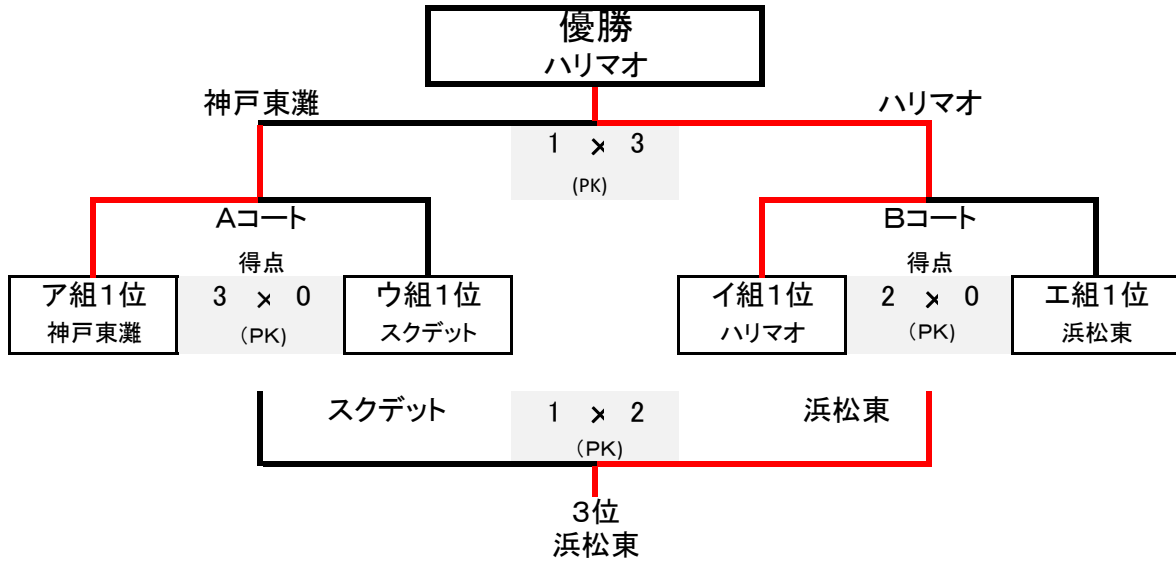 優勝
ハリマオ
神戸東灘
ハリマオ
1 × 3
(PK)
Aコート
Bコート
得点
得点
ア組1位
3 × 0
ウ組1位
イ組1位
2 × 0
エ組1位
神戸東灘
(PK)
スクデット
ハリマオ
(PK)
浜松東
スクデット
1 × 2
浜松東
(PK)
3位
浜松東